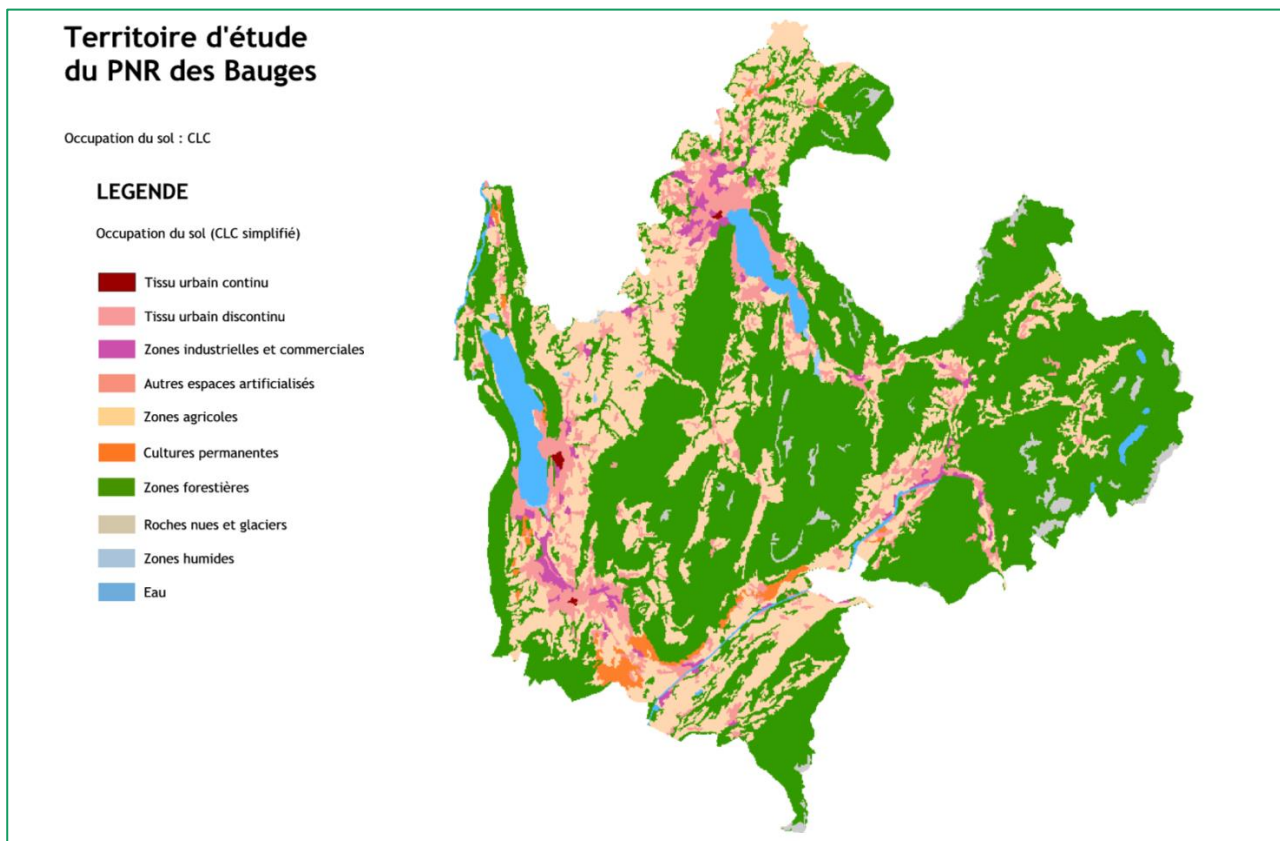 Territoire d'étude
du PNR des Bauges
Occupation du sol : CLC
LEGENDE
Occupation du sol (CLC simplifié)
Tissu urbain continu
Tissu urbain discontinu
Zones industrielles et commerciales
Autres espaces artificialisés
Zones agricoles
Cultures permanentes
Zones forestières
Roches nues et glaciers
Zones humides
Eau